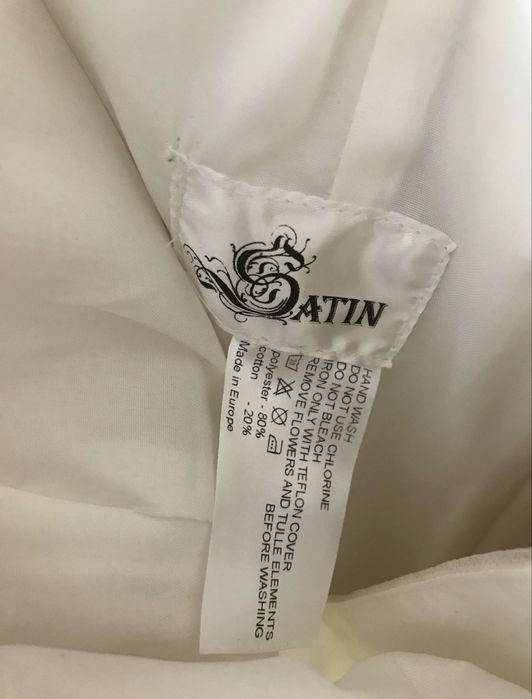 SATIN
HAND WASH
DO NOT USE CHLORINE
DO NOT BLEACH
IRON ONLY WITH TEFLON COVER
REMOVE FLOWERS AND TULLE ELEMENTS
BEFORE WASHING
polyester - 80%
cotton - 20%
Made in Europe